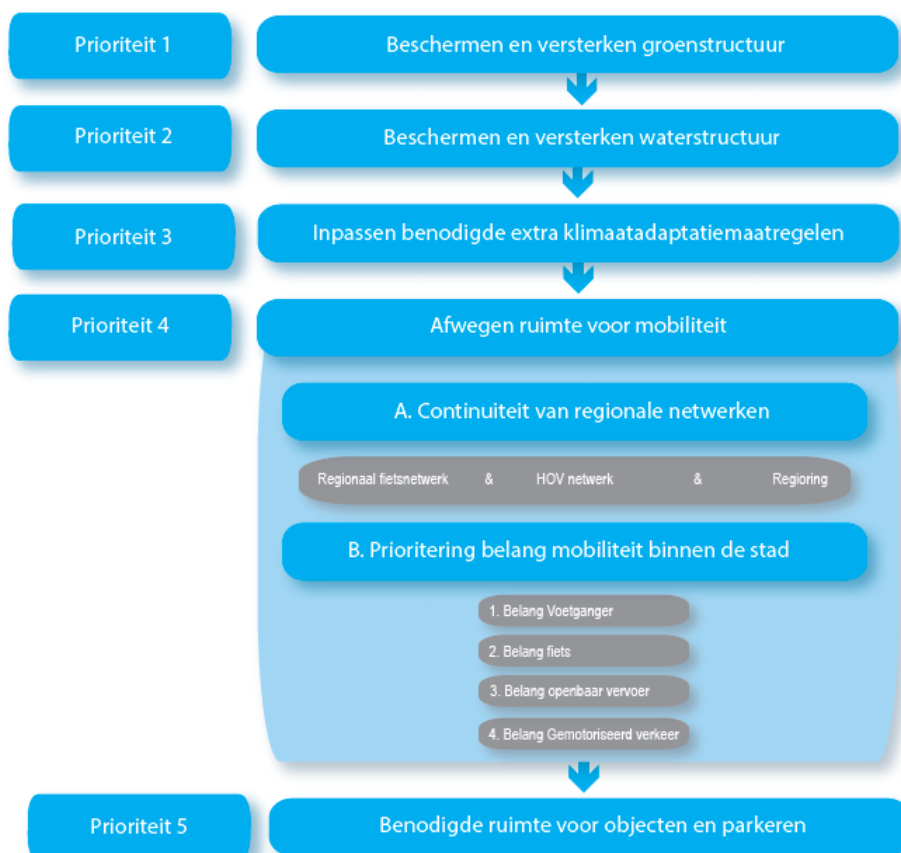 Prioriteit 1
Beschermen en versterken groenstructuur
Prioriteit 2
Beschermen en versterken waterstructuur
Prioriteit 3
Inpassen benodigde extra klimaatadaptatiemaatregelen
Prioriteit 4
Afwegen ruimte voor mobiliteit
A. Continuiteit van regionale netwerken
Regionaal fietsnetwerk & HOV netwerk & Regioring
B. Prioritering belang mobiliteit binnen de stad
1. Belang Voetganger
2. Belang fiets
3. Belang openbaar vervoer
4. Belang Gemotoriseerd verkeer
Prioriteit 5
Benodigde ruimte voor objecten en parkeren